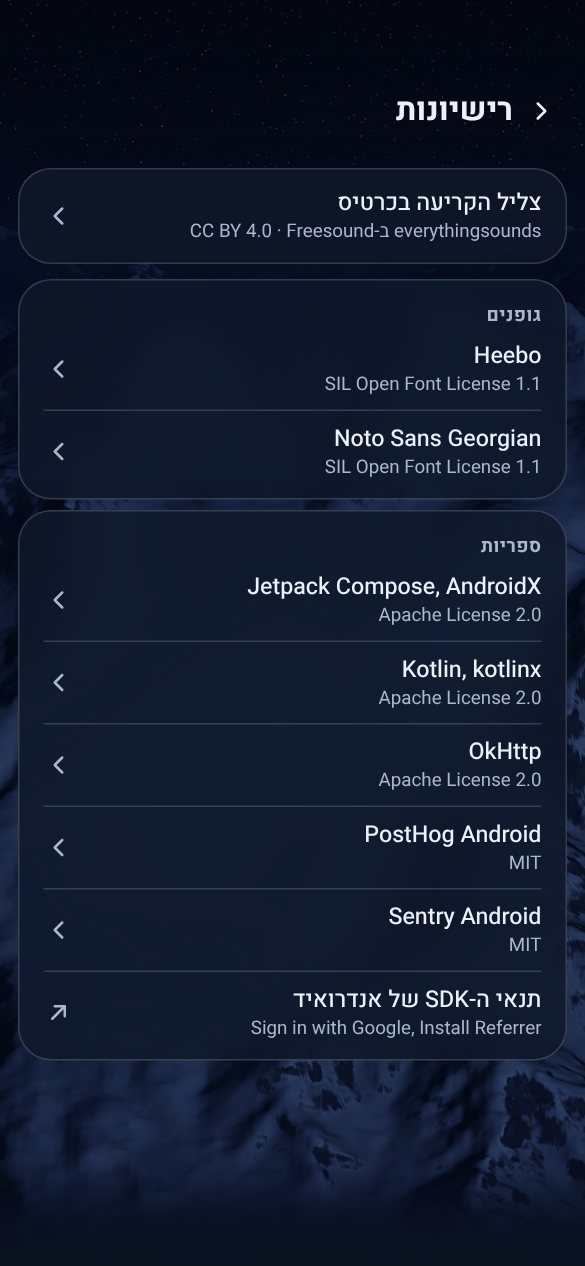 רישיונות
צליל הקריעה בכרטיס
everythingsounds ב-Freesound · CC BY 4.0
גופנים
Heebo
SIL Open Font License 1.1
Noto Sans Georgian
SIL Open Font License 1.1
ספריות
Jetpack Compose, AndroidX
Apache License 2.0
Kotlin, kotlinx
Apache License 2.0
OkHttp
Apache License 2.0
PostHog Android
MIT
Sentry Android
MIT
תנאי ה-SDK של אנדרואיד
Sign in with Google, Install Referrer